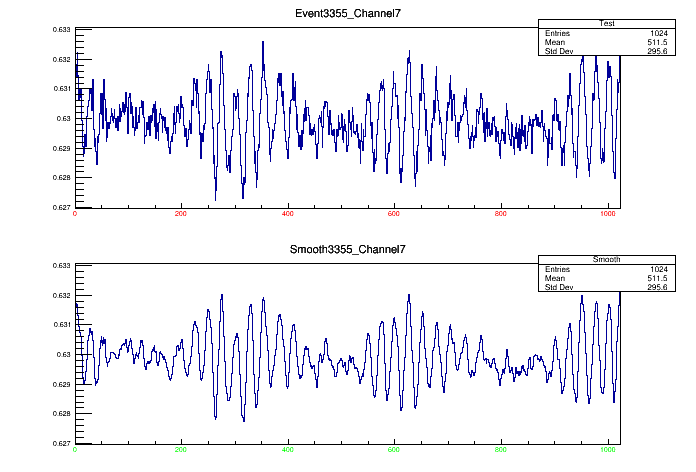 Event3355_Channel7
Test
Entries 1024
Mean 511.5
Std Dev 295.6
0.633
0.632
0.631
0.63
0.629
0.628
0.627
0 200 400 600 800 1000
Smooth3355_Channel7
Smooth
Entries 1024
Mean 511.5
Std Dev 295.6
0.633
0.632
0.631
0.63
0.629
0.628
0.627
0 200 400 600 800 1000